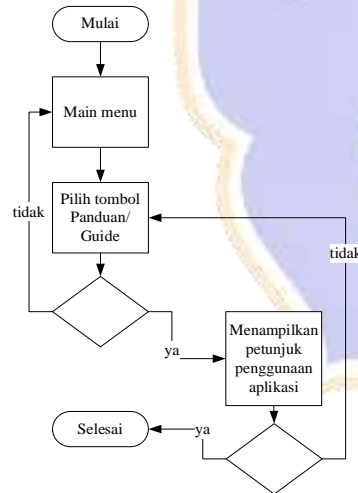 Mulai
Main menu
Pilih tombol
Panduan/
Guide
tidak
tidak
ya
Menampilkan
petunjuk
penggunaan
aplikasi
Selesai
ya